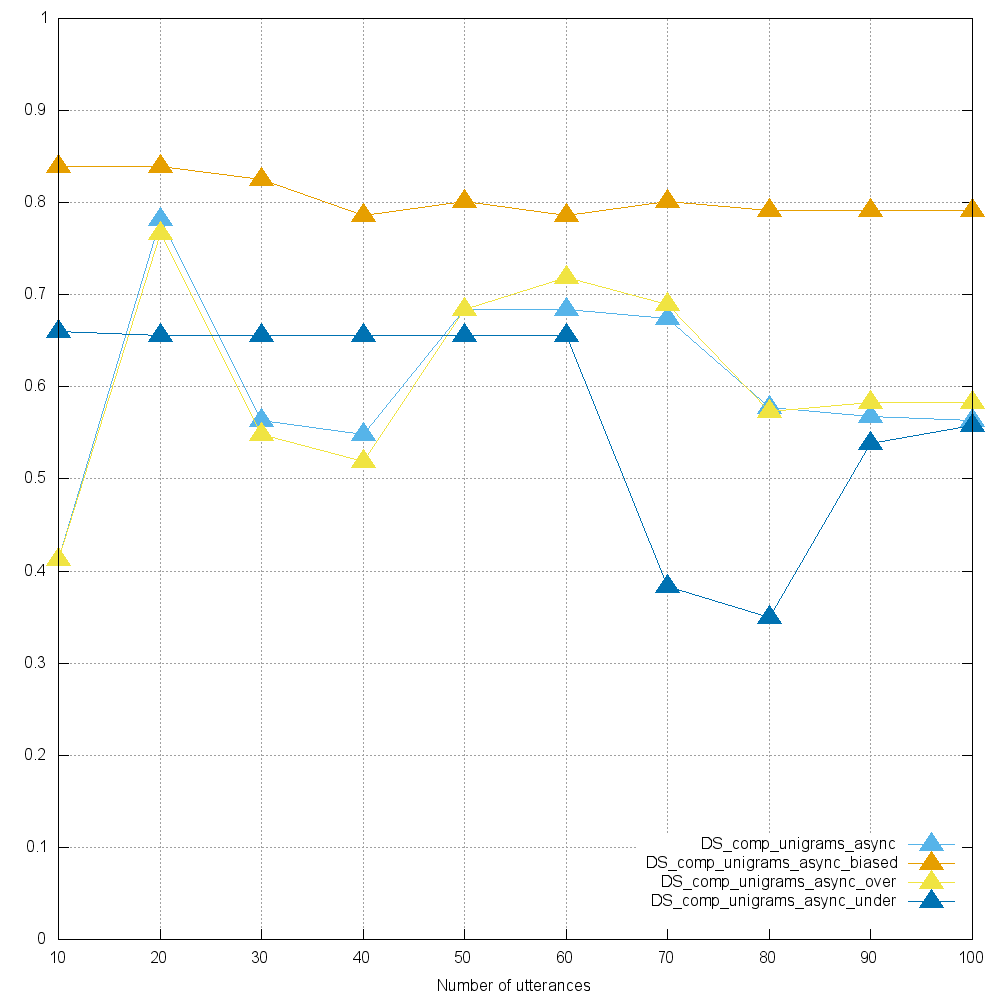 1
0.9
0.8
0.7
0.6
0.5
0.4
0.3
0.2
0.1
0
10 20 30 40 50 60 70 80 90 100
Number of utterances
DS_comp_unigrams_async
DS_comp_unigrams_async_biased
DS_comp_unigrams_async_over
DS_comp_unigrams_async_under